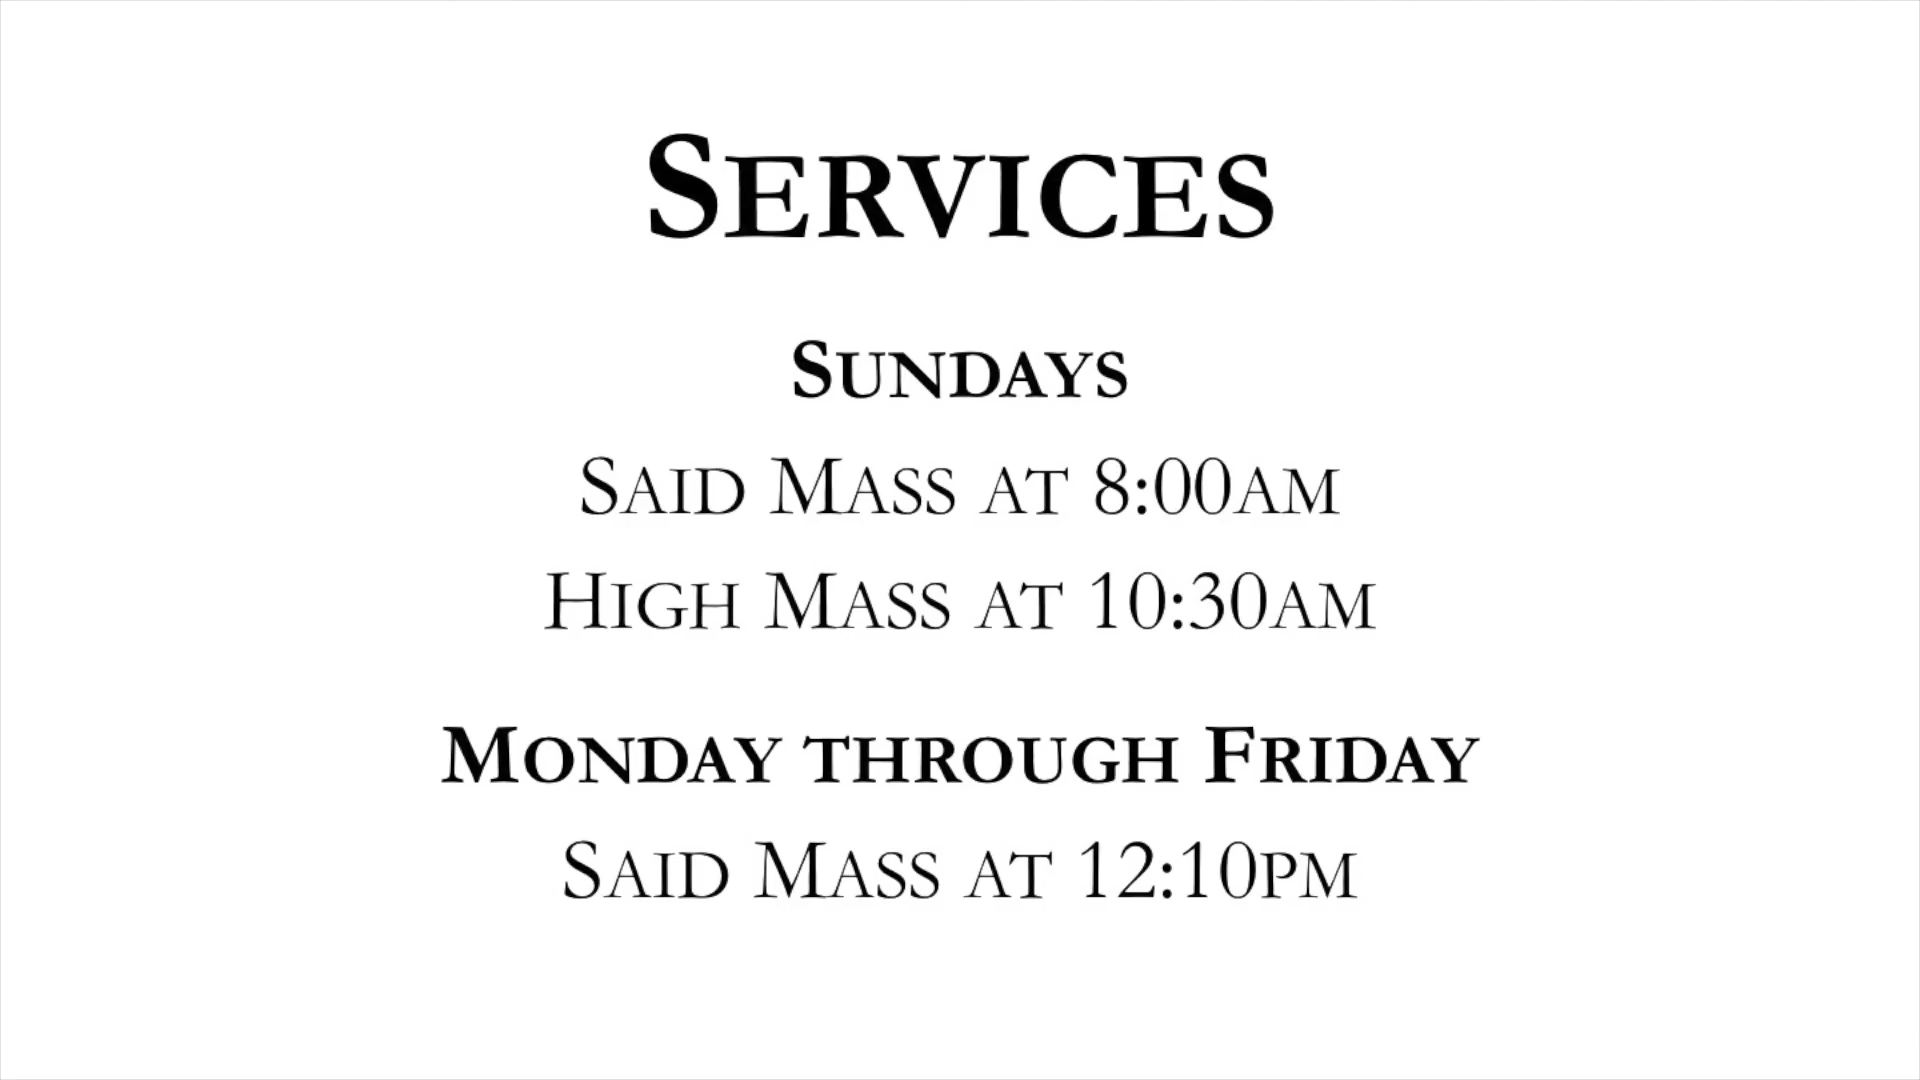 Services
Sundays
Said Mass at 8:00am
High Mass at 10:30am
Monday through Friday
Said Mass at 12:10pm